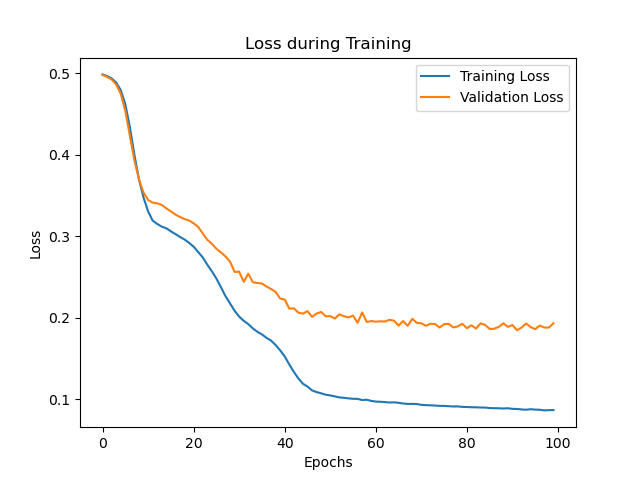 Loss during Training
Training Loss
Validation Loss
0.5
0.4
0.3
0.2
0.1
Loss
0 20 40 60 80 100
Epochs